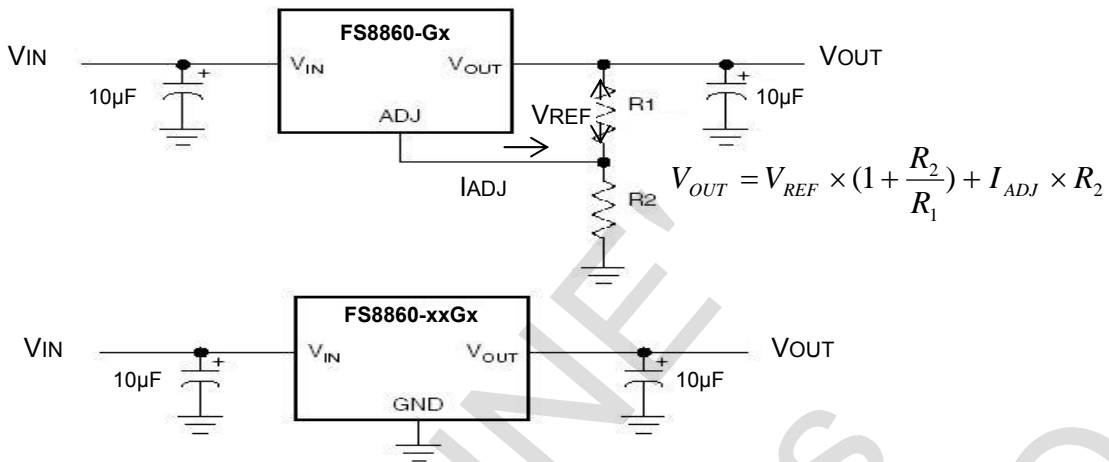 FS8860-Gx
VIN
VIN
VOUT
VOUT
10µF
+
ADJ
VREF
R1
+
10µF
IADJ
R2
VOUT = VREF × (1 + R2/R1) + IADJ × R2
FS8860-xxGx
VIN
VIN
VOUT
VOUT
10µF
+
GND
+
10µF